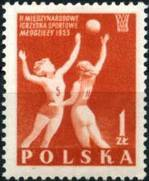 II MIĘDZYNARODOWE
IGRZYSKA SPORTOWE
MŁODZIEŻY 1955
1
ZŁ
POLSKA